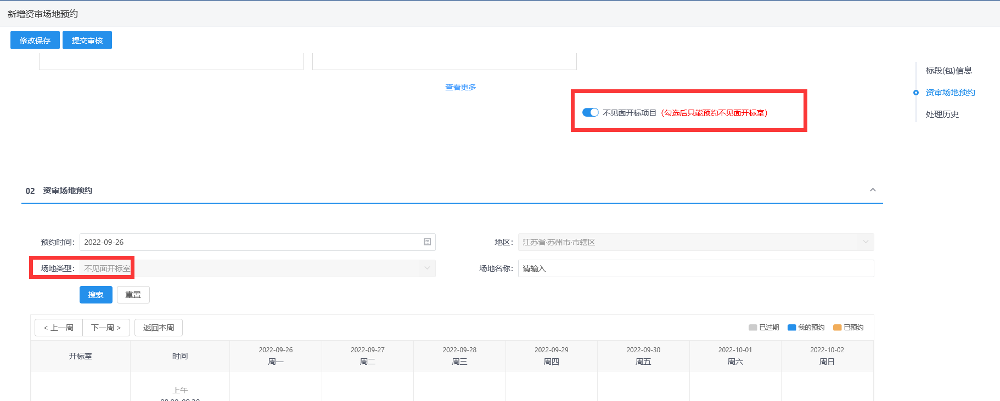 新增资审场地预约
修改保存 提交审核
查看更多
不见面开标项目（勾选后只能预约不见面开标室）
标段(包)信息
资审场地预约
处理历史
02 资审场地预约
预约时间： 2022-09-26 地区： 江苏省·苏州市·市辖区
场地类型： 不见面开标室 场地名称： 请输入
搜索 重置
< 上一周 下一周 > 返回本周 已过期 我的预约 已预约
开标室 时间 2022-09-26 2022-09-27 2022-09-28 2022-09-29 2022-09-30 2022-10-01 2022-10-02
周一 周二 周三 周四 周五 周六 周日
上午